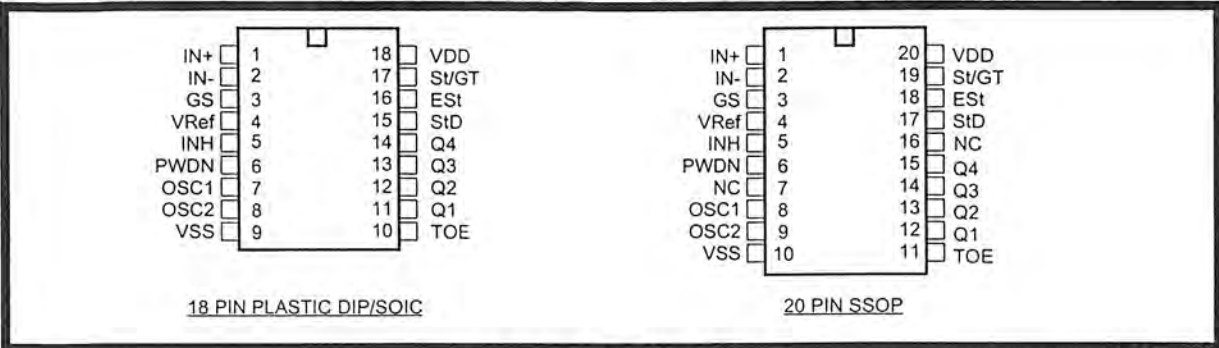 IN+ 1 18 VDD
IN- 2 17 St/GT
GS 3 16 ESt
VRef 4 15 StD
INH 5 14 Q4
PWDN 6 13 Q3
OSC1 7 12 Q2
OSC2 8 11 Q1
VSS 9 10 TOE
18 PIN PLASTIC DIP/SOIC
IN+ 1 20 VDD
IN- 2 19 St/GT
GS 3 18 ESt
VRef 4 17 StD
INH 5 16 NC
PWDN 6 15 Q4
NC 7 14 Q3
OSC1 8 13 Q2
OSC2 9 12 Q1
VSS 10 11 TOE
20 PIN SSOP